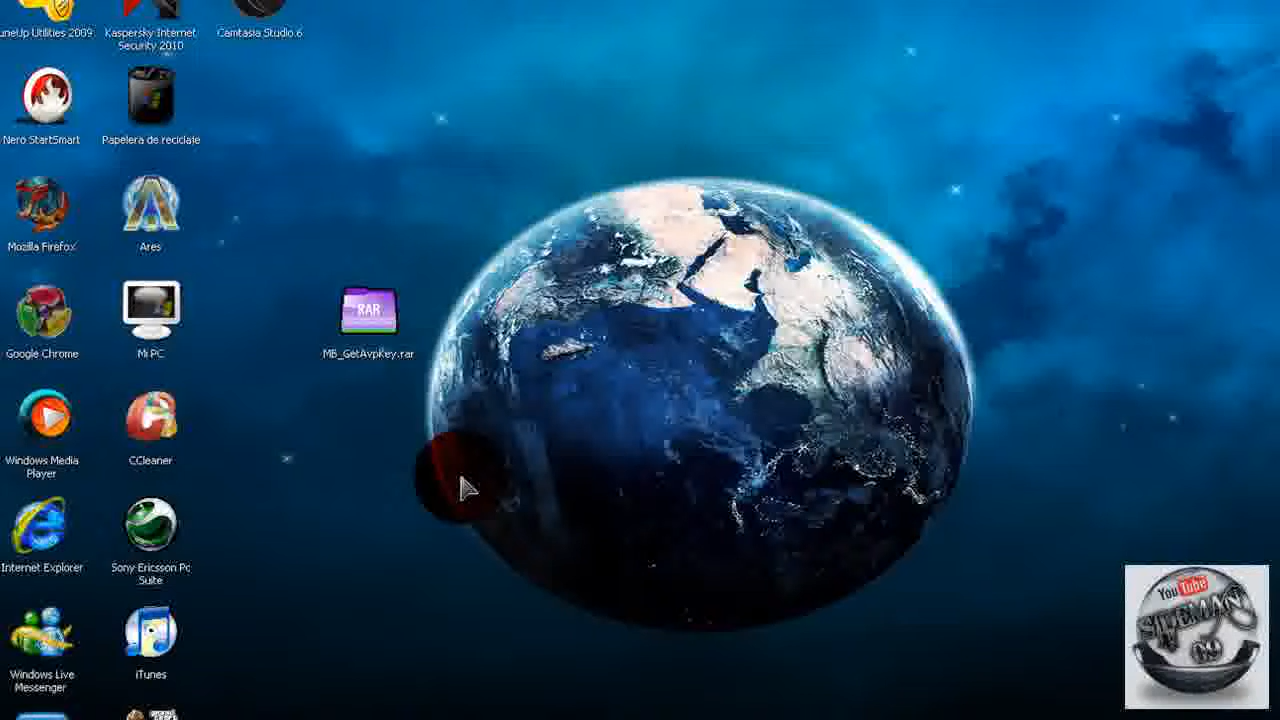 uneUp Utilities 2009
Kaspersky Internet
Security 2010
Camtasia Studio 6
Nero StartSmart
Papelera de reciclaje
Mozilla Firefox
Ares
Google Chrome
Mi PC
RAR
MB_GetAvpKey.rar
Windows Media
Player
CCleaner
Internet Explorer
Sony Ericsson Pc
Suite
Windows Live
Messenger
iTunes
YouTube
09